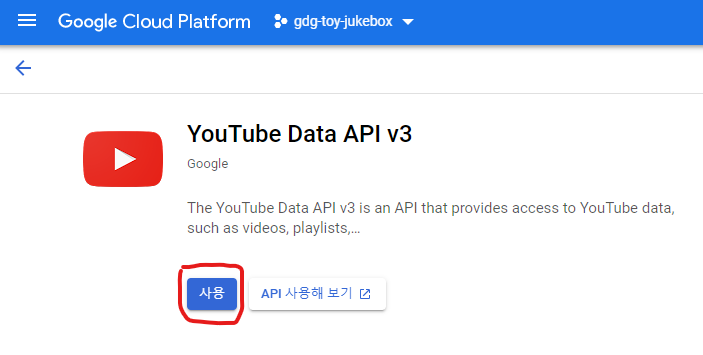 Google Cloud Platform gdg-toy-jukebox
YouTube Data API v3
Google
The YouTube Data API v3 is an API that provides access to YouTube data,
such as videos, playlists,...
사용 API 사용해 보기